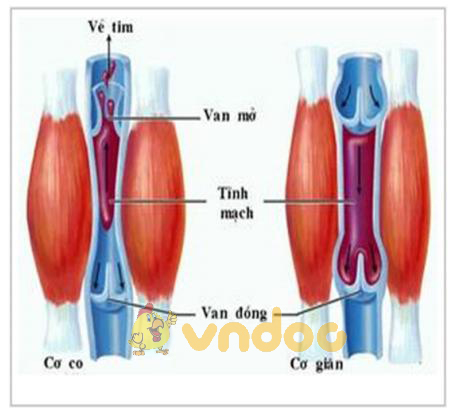 Về tim
Van mở
Tĩnh
mạch
Van đóng
vndoc
Cơ co
Cơ giãn